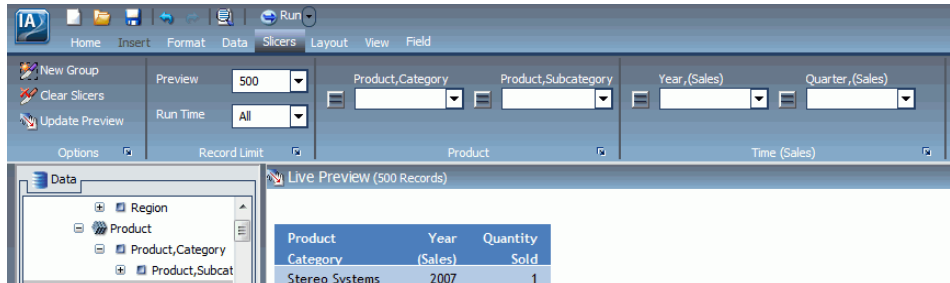 IA Run
Home Insert Format Data Slicers Layout View Field
New Group
Clear Slicers
Update Preview
Options
Preview 500
Run Time All
Record Limit
Product,Category Product,Subcategory
Product
Year,(Sales) Quarter,(Sales)
Time (Sales)
Data
Region
Product
Product,Category
Product,Subcat
Live Preview (500 Records)
Product Year Quantity
Category (Sales) Sold
Stereo Systems 2007 1